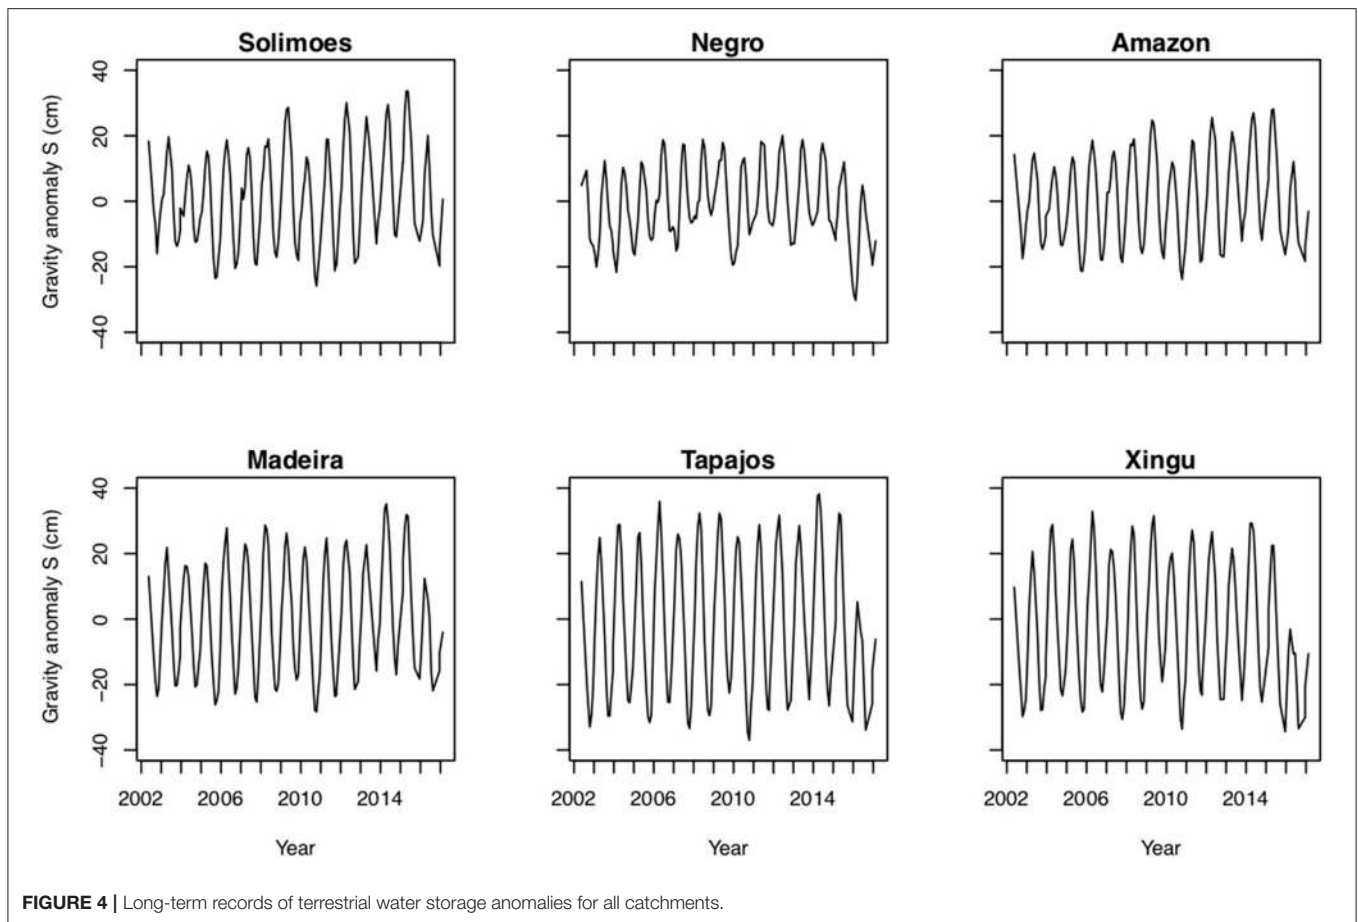 Solimoes
Negro
Amazon
Gravity anomaly S (cm)
40
20
0
−20
−40
Madeira
Tapajos
Xingu
Gravity anomaly S (cm)
40
20
0
−20
−40
2002 2006 2010 2014
2002 2006 2010 2014
2002 2006 2010 2014
Year
Year
Year
FIGURE 4 | Long-term records of terrestrial water storage anomalies for all catchments.